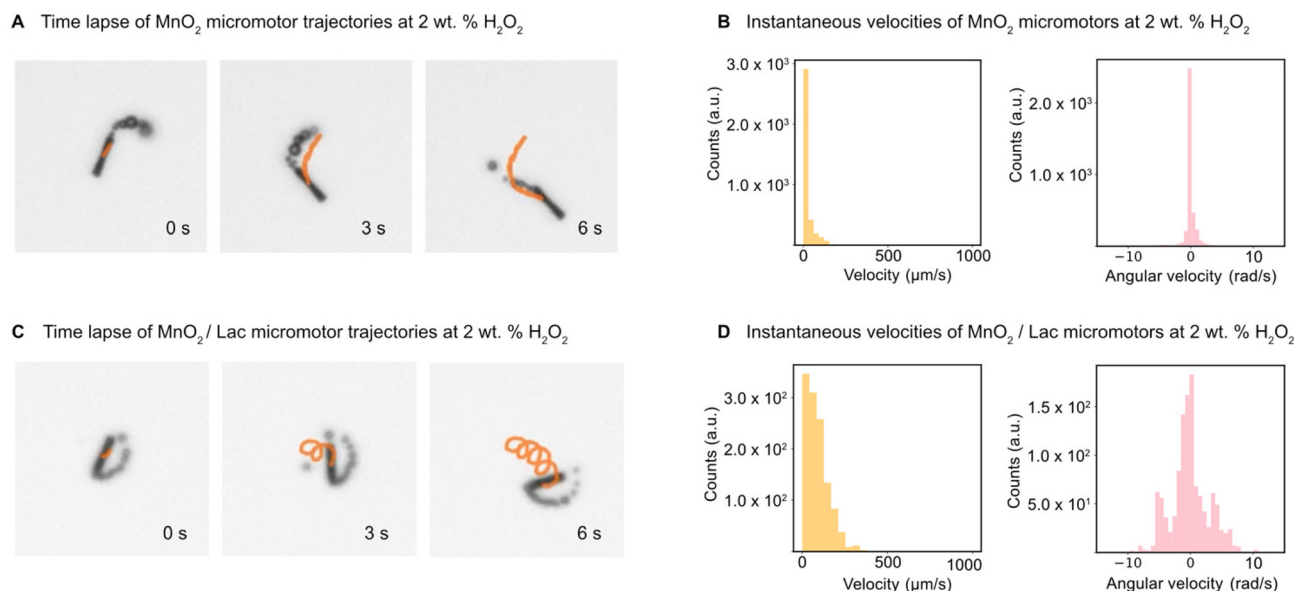 A Time lapse of MnO₂ micromotor trajectories at 2 wt. % H₂O₂
0 s
3 s
6 s
B Instantaneous velocities of MnO₂ micromotors at 2 wt. % H₂O₂
3.0 x 10³
2.0 x 10³
1.0 x 10³
Counts (a.u.)
0 500 1000
Velocity (µm/s)
2.0 x 10³
1.0 x 10³
Counts (a.u.)
−10 0 10
Angular velocity (rad/s)
C Time lapse of MnO₂ / Lac micromotor trajectories at 2 wt. % H₂O₂
0 s
3 s
6 s
D Instantaneous velocities of MnO₂ / Lac micromotors at 2 wt. % H₂O₂
3.0 x 10²
2.0 x 10²
1.0 x 10²
Counts (a.u.)
0 500 1000
Velocity (µm/s)
1.5 x 10²
1.0 x 10²
5.0 x 10¹
Counts (a.u.)
−10 0 10
Angular velocity (rad/s)